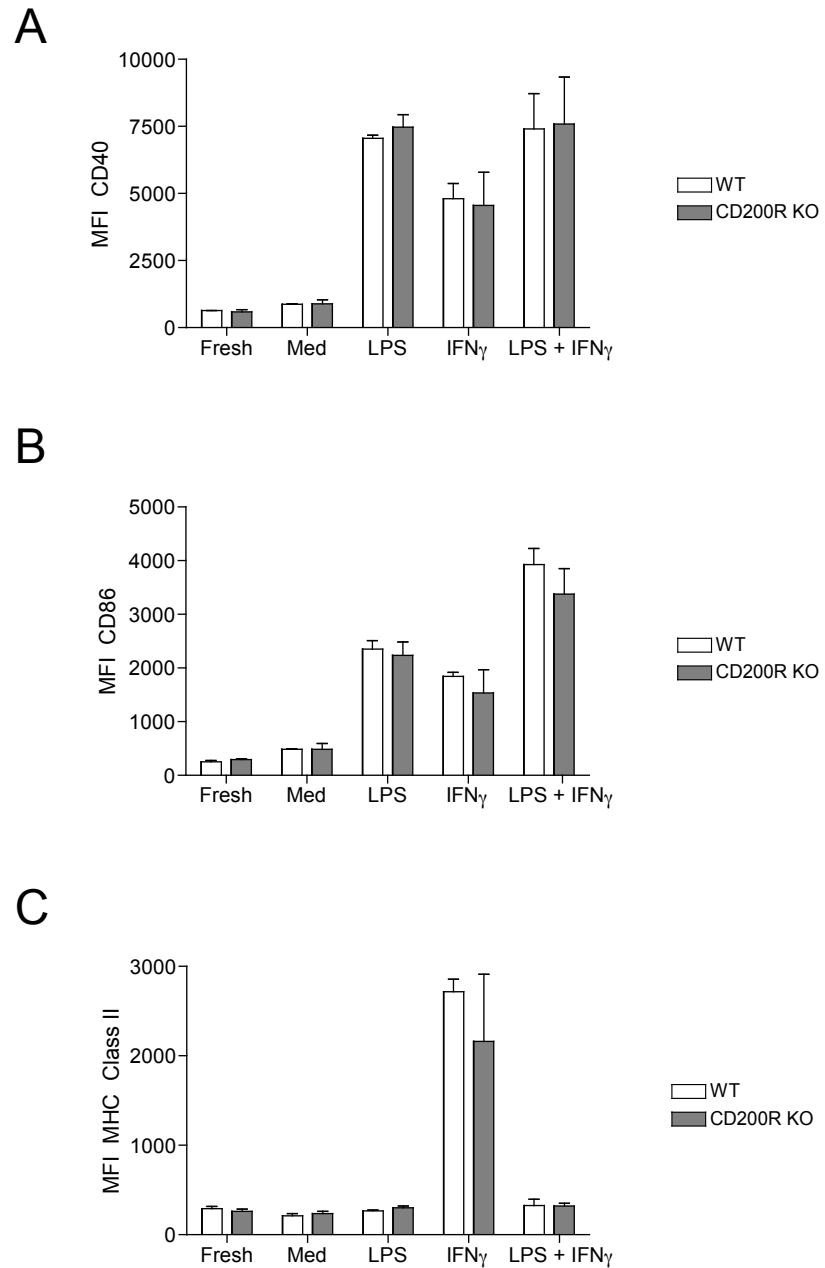 A
MFI CD40
10000
7500
5000
2500
0
Fresh Med LPS IFNγ LPS + IFNγ
WT
CD200R KO
B
MFI CD86
5000
4000
3000
2000
1000
0
Fresh Med LPS IFNγ LPS + IFNγ
WT
CD200R KO
C
MFI MHC Class II
3000
2000
1000
0
Fresh Med LPS IFNγ LPS + IFNγ
WT
CD200R KO